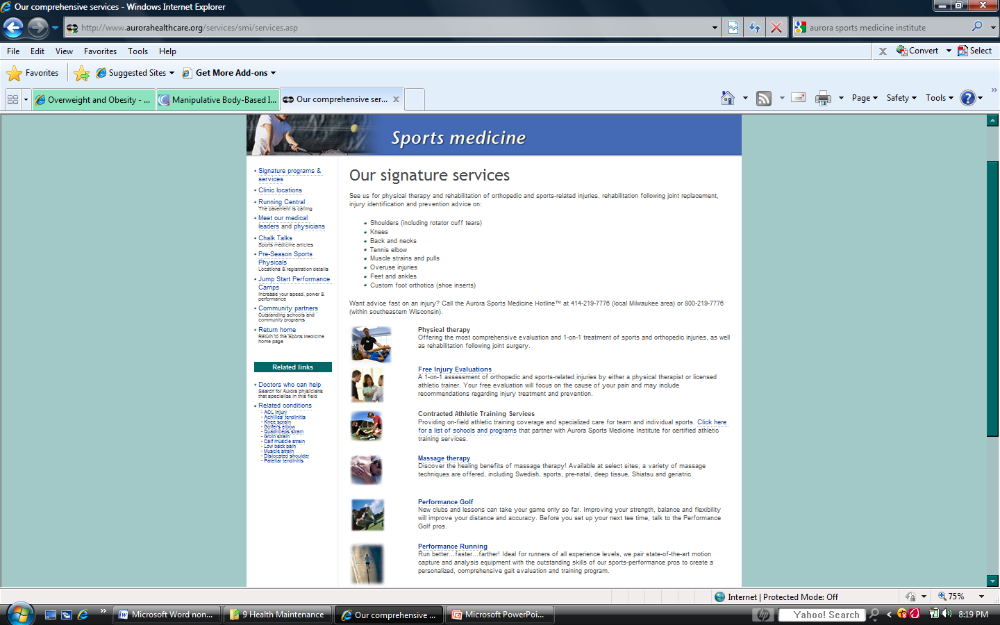 Our comprehensive services - Windows Internet Explorer
http://www.aurorahealthcare.org/services/smi/services.asp
aurora sports medicine institute
File Edit View Favorites Tools Help
Convert Select
Favorites Suggested Sites Get More Add-ons
Overweight and Obesity - ...
Manipulative Body-Based I...
Our comprehensive ser...
Page Safety Tools
Sports medicine
Signature programs &
services
Clinic locations
Running Central
The pavement is calling
Meet our medical
leaders and physicians
Chalk Talks
Sports medicine articles
Pre-Season Sports
Physicals
Locations & registration details
Jump Start Performance
Camps
Increase your speed, power &
performance
Community partners
Outstanding schools and
community programs
Return home
Return to the Sports Medicine
home page
Related links
Doctors who can help
Search for Aurora physicians
that specialize in this field
Related conditions
- ACL injury
- Achilles' tendinitis
- Knee sprain
- Golfer's elbow
- Quadriceps strain
- Groin strain
- Calf muscle strain
- Low back pain
- Muscle strain
- Dislocated shoulder
- Patellar tendinitis
Our signature services
See us for physical therapy and rehabilitation of orthopedic and sports-related injuries, rehabilitation following joint replacement,
injury identification and prevention advice on:
Shoulders (including rotator cuff tears)
Knees
Back and necks
Tennis elbow
Muscle strains and pulls
Overuse injuries
Feet and ankles
Custom foot orthotics (shoe inserts)
Want advice fast on an injury? Call the Aurora Sports Medicine Hotline™ at 414-219-7776 (local Milwaukee area) or 800-219-7776
(within southeastern Wisconsin).
Physical therapy
Offering the most comprehensive evaluation and 1-on-1 treatment of sports and orthopedic injuries, as well
as rehabilitation following joint surgery.
Free Injury Evaluations
A 1-on-1 assessment of orthopedic and sports-related injuries by either a physical therapist or licensed
athletic trainer. Your free evaluation will focus on the cause of your pain and may include
recommendations regarding injury treatment and prevention.
Contracted Athletic Training Services
Providing on-field athletic training coverage and specialized care for team and individual sports. Click here
for a list of schools and programs that partner with Aurora Sports Medicine Institute for certified athletic
training services.
Massage therapy
Discover the healing benefits of massage therapy! Available at select sites, a variety of massage
techniques are offered, including Swedish, sports, pre-natal, deep tissue, Shiatsu and geriatric.
Performance Golf
New clubs and lessons can take your game only so far. Improving your strength, balance and flexibility
will improve your distance and accuracy. Before you set up your next tee time, talk to the Performance
Golf pros.
Performance Running
Run better...faster...farther! Ideal for runners of all experience levels, we pair state-of-the-art motion
capture and analysis equipment with the outstanding skills of our sports-performance pros to create a
personalized, comprehensive gait evaluation and training program.
Internet | Protected Mode: Off
75%
Microsoft Word non...
9 Health Maintenance
Our comprehensive ...
Microsoft PowerPoi...
hp
Yahoo! Search
8:19 PM